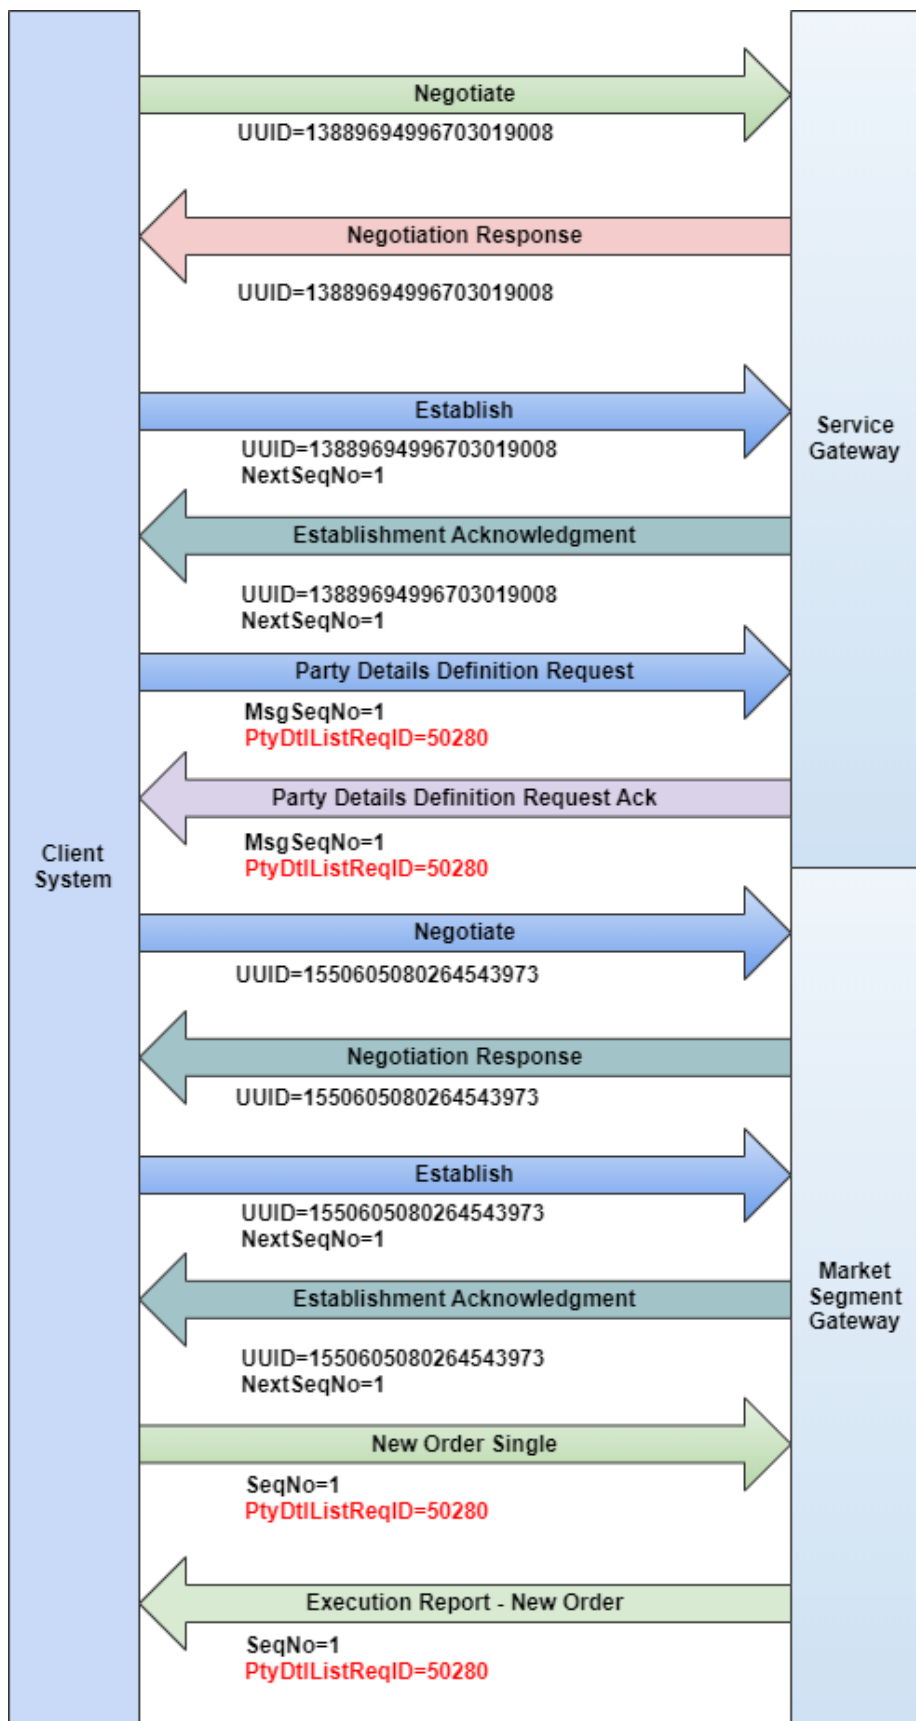 Negotiate
UUID=13889694996703019008
Negotiation Response
UUID=13889694996703019008
Establish
UUID=13889694996703019008
NextSeqNo=1
Service
Gateway
Establishment Acknowledgment
UUID=13889694996703019008
NextSeqNo=1
Party Details Definition Request
MsgSeqNo=1
PtyDtlListReqID=50280
Party Details Definition Request Ack
MsgSeqNo=1
PtyDtlListReqID=50280
Client
System
Negotiate
UUID=1550605080264543973
Negotiation Response
UUID=1550605080264543973
Establish
UUID=1550605080264543973
NextSeqNo=1
Market
Segment
Gateway
Establishment Acknowledgment
UUID=1550605080264543973
NextSeqNo=1
New Order Single
SeqNo=1
PtyDtlListReqID=50280
Execution Report - New Order
SeqNo=1
PtyDtlListReqID=50280